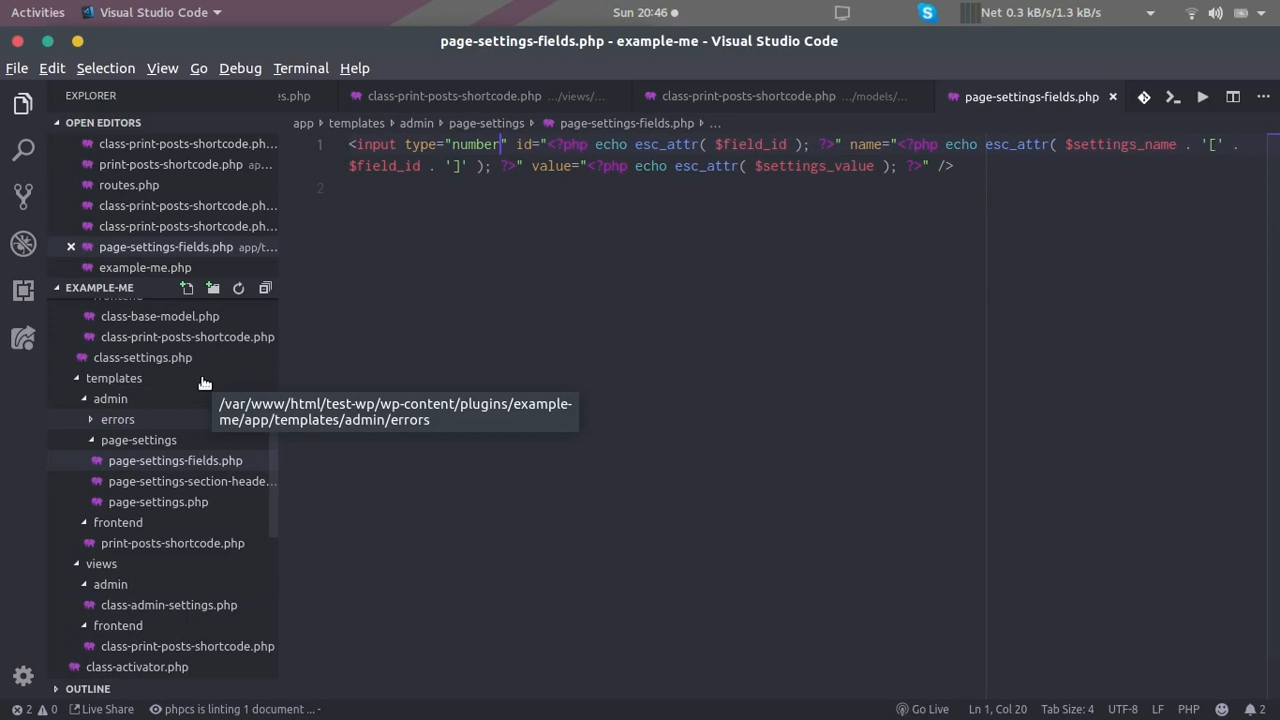 Activities Visual Studio Code Sun 20:46 Net 0.3 kB/s/1.3 kB/s
page-settings-fields.php - example-me - Visual Studio Code
File Edit Selection View Go Debug Terminal Help
EXPLORER
es.php class-print-posts-shortcode.php .../views/... class-print-posts-shortcode.php .../models/... page-settings-fields.php
OPEN EDITORS
app templates admin page-settings page-settings-fields.php ...
class-print-posts-shortcode.ph...
print-posts-shortcode.php ap...
routes.php
class-print-posts-shortcode.ph...
class-print-posts-shortcode.ph...
page-settings-fields.php app/t...
example-me.php
1 <input type="number" id="<?php echo esc_attr( $field_id ); ?>" name="<?php echo esc_attr( $settings_name . '[' .
$field_id . ']' ); ?>" value="<?php echo esc_attr( $settings_value ); ?>" />
2
EXAMPLE-ME
frontend
class-base-model.php
class-print-posts-shortcode.php
class-settings.php
templates
admin
errors
page-settings
page-settings-fields.php
page-settings-section-heade...
page-settings.php
frontend
print-posts-shortcode.php
views
admin
class-admin-settings.php
frontend
class-print-posts-shortcode.php
class-activator.php
/var/www/html/test-wp/wp-content/plugins/example-
me/app/templates/admin/errors
OUTLINE
2 0 Live Share phpcs is linting 1 document ... - Go Live Ln 1, Col 20 Tab Size: 4 UTF-8 LF PHP 2